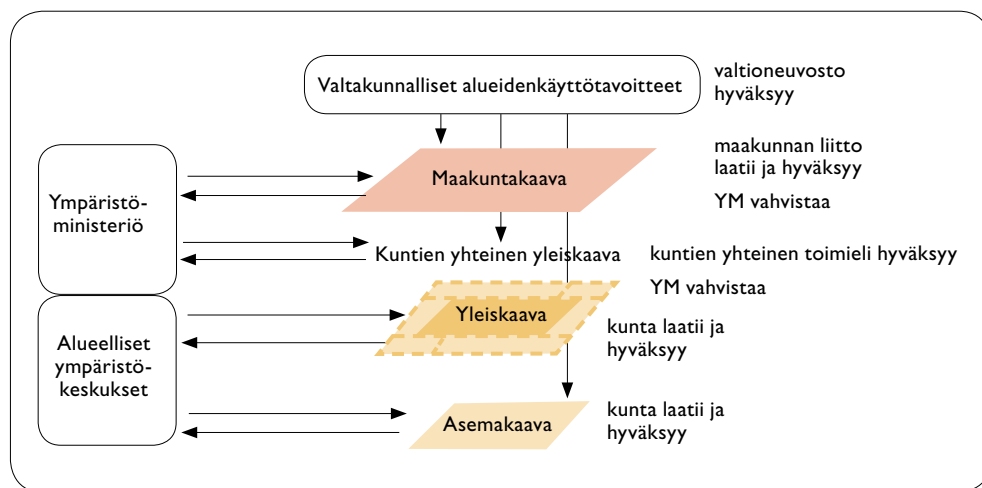 Valtakunnalliset alueidenkäyttötavoitteet
valtioneuvosto
hyväksyy
Ympäristö-
ministeriö
Maakuntakaava
maakunnan liitto
laatii ja hyväksyy
YM vahvistaa
Kuntien yhteinen yleiskaava
kuntien yhteinen toimieli hyväksyy
YM vahvistaa
Alueelliset
ympäristö-
keskukset
Yleiskaava
kunta laatii ja
hyväksyy
Asemakaava
kunta laatii ja
hyväksyy